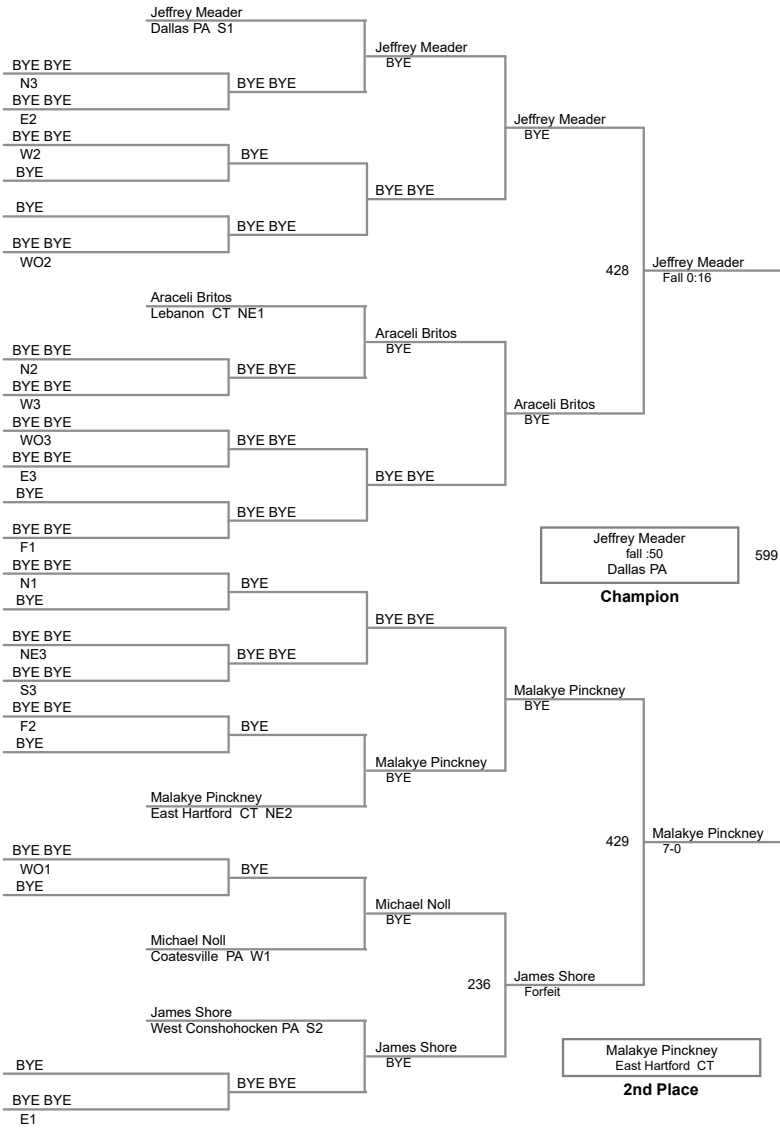 Jeffrey Meader
Dallas PA S1
Jeffrey Meader
BYE
BYE BYE
N3
BYE BYE
BYE BYE
E2
Jeffrey Meader
BYE
BYE BYE
W2
BYE
BYE
BYE BYE
BYE
BYE BYE
BYE BYE
WO2
428
Jeffrey Meader
Fall 0:16
Araceli Britos
Lebanon CT NE1
Araceli Britos
BYE
BYE BYE
N2
BYE BYE
BYE BYE
W3
Araceli Britos
BYE
BYE BYE
WO3
BYE BYE
BYE BYE
E3
BYE BYE
BYE
BYE BYE
BYE BYE
F1
Jeffrey Meader
fall :50
Dallas PA
599
Champion
BYE BYE
N1
BYE
BYE
BYE BYE
BYE BYE
NE3
BYE BYE
BYE BYE
S3
Malakye Pinckney
BYE
BYE BYE
F2
BYE
BYE
Malakye Pinckney
BYE
Malakye Pinckney
East Hartford CT NE2
429
Malakye Pinckney
7-0
BYE BYE
WO1
BYE
BYE
Michael Noll
BYE
Michael Noll
Coatesville PA W1
236
James Shore
Forfeit
James Shore
West Conshohocken PA S2
James Shore
BYE
BYE
BYE BYE
BYE BYE
E1
Malakye Pinckney
East Hartford CT
2nd Place